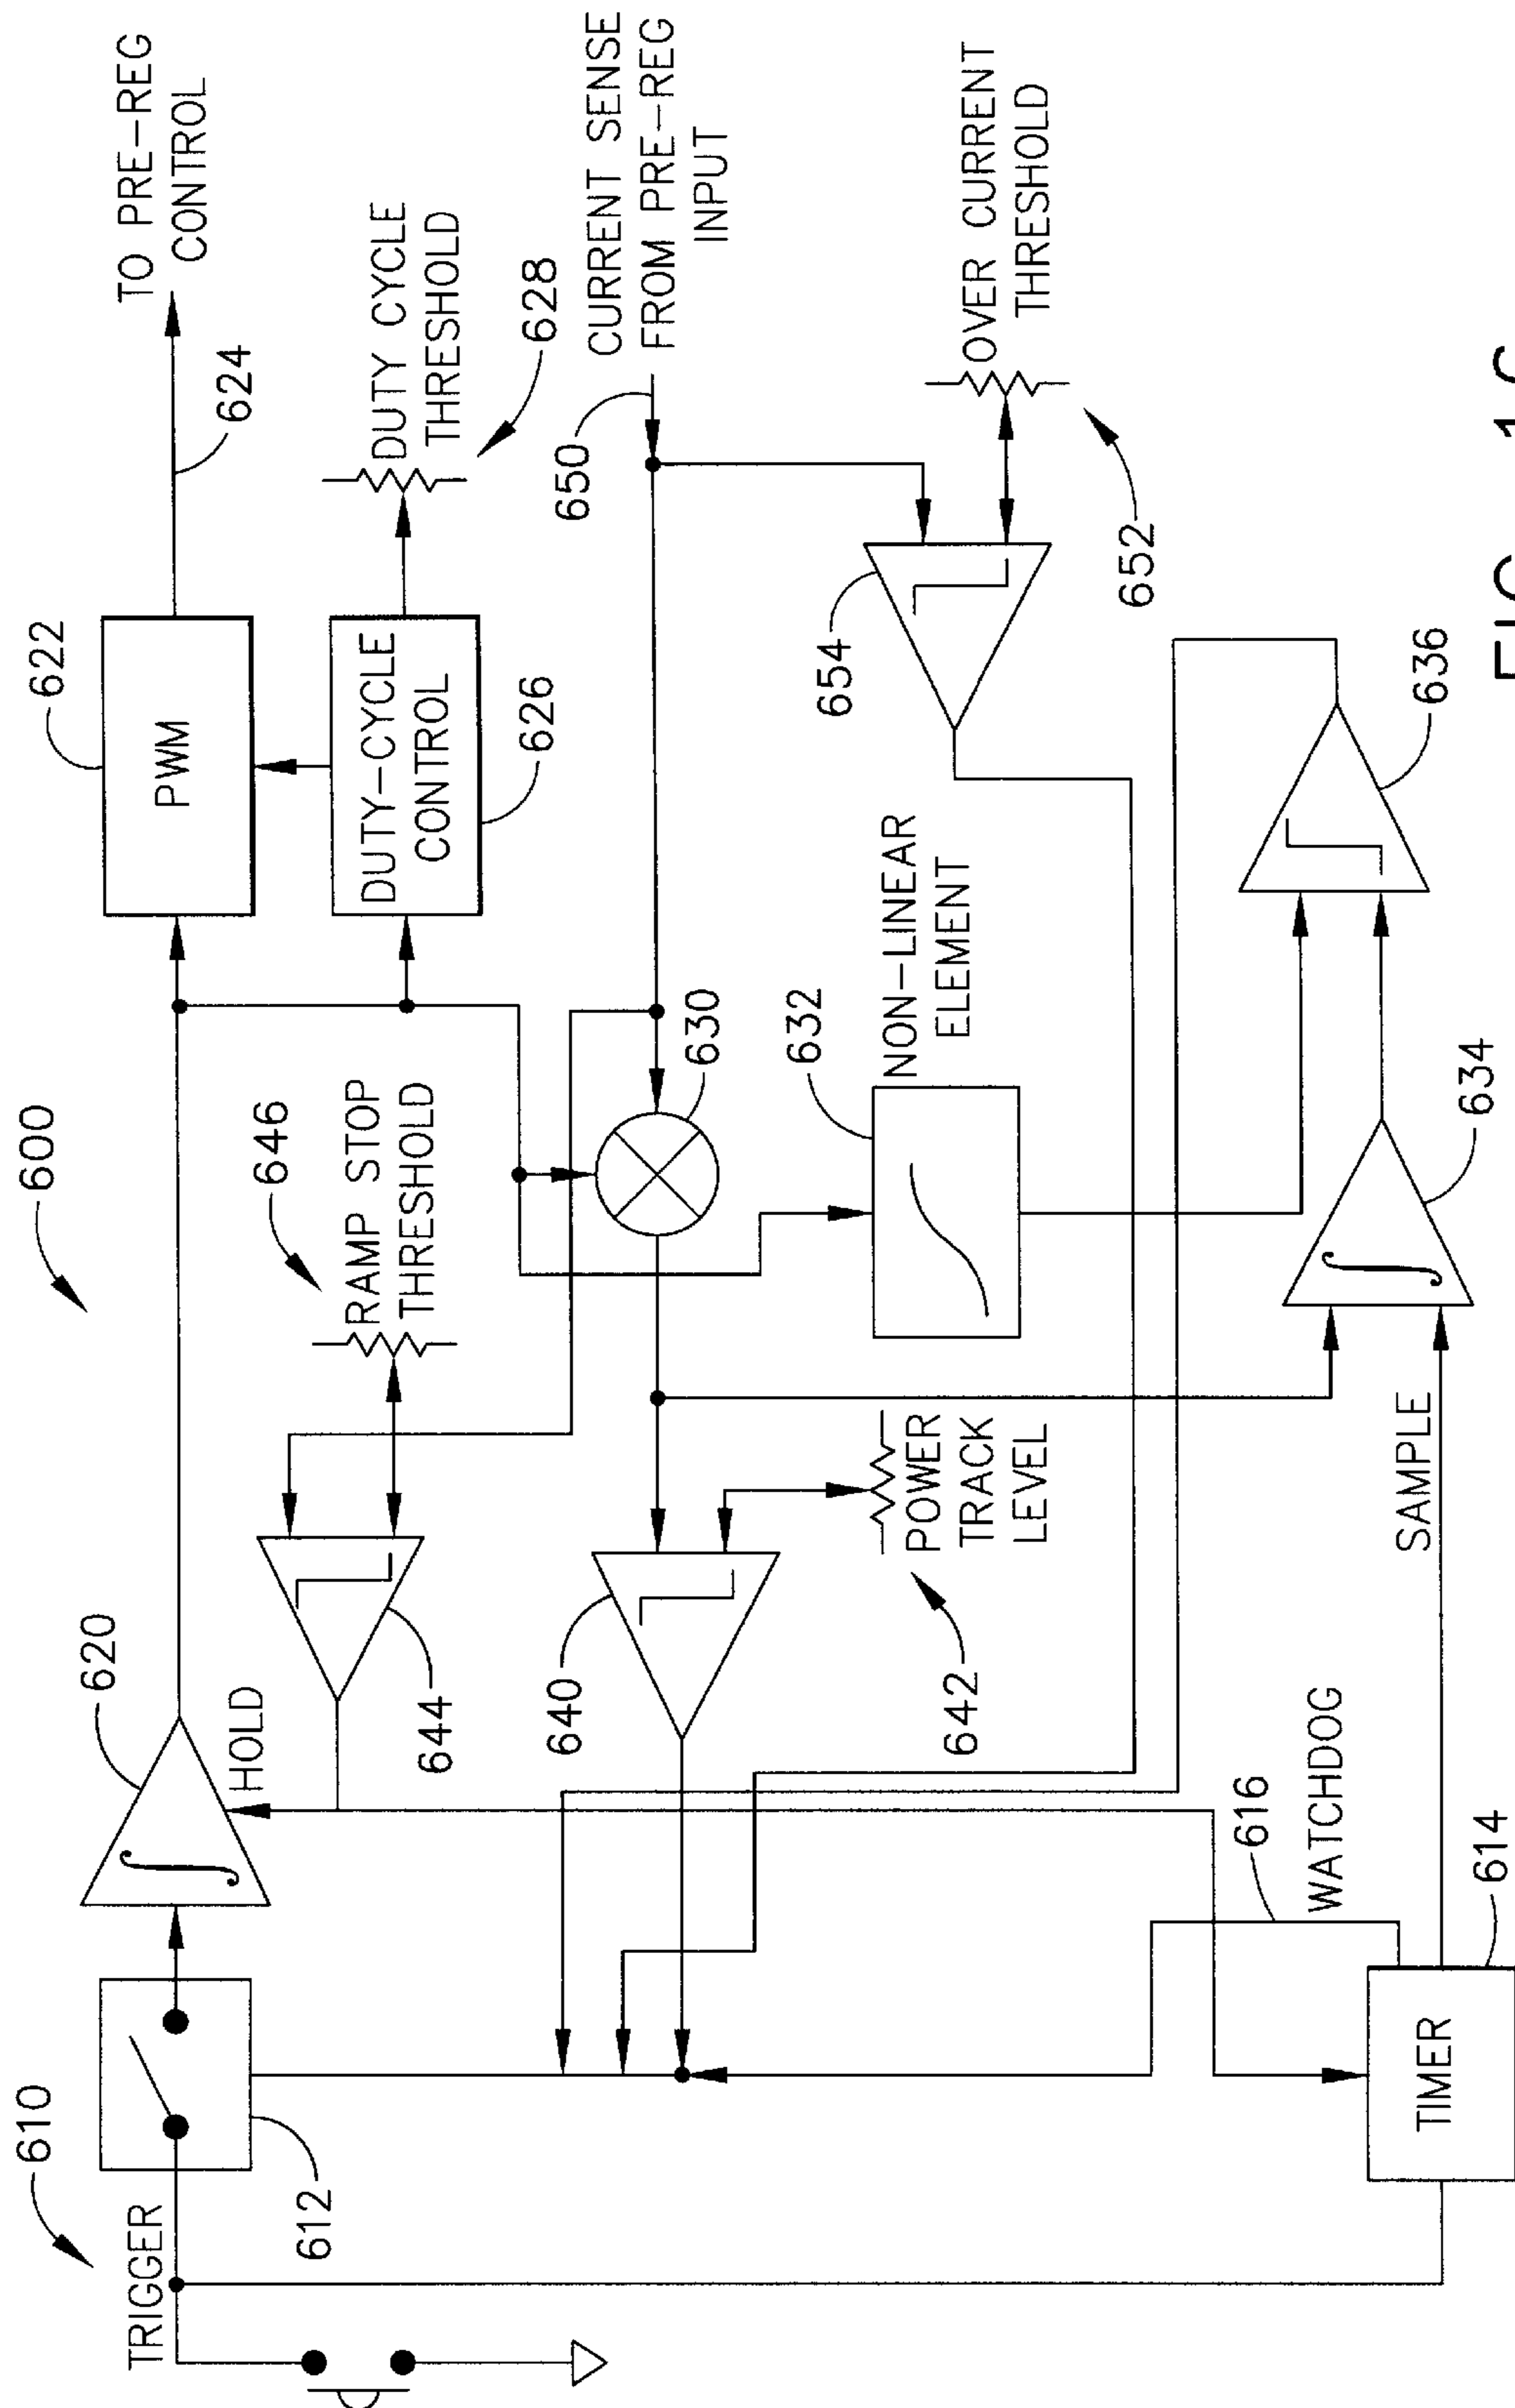 600
610
TRIGGER
612
620
HOLD
646
RAMP STOP
THRESHOLD
644
622
PWM
624
TO PRE-REG
CONTROL
DUTY-CYCLE
CONTROL
626
DUTY CYCLE
THRESHOLD
628
650
CURRENT SENSE
FROM PRE-REG
INPUT
630
640
642
POWER
TRACK
LEVEL
632
NON-LINEAR
ELEMENT
654
652
OVER CURRENT
THRESHOLD
616
WATCHDOG
TIMER
614
SAMPLE
634
636